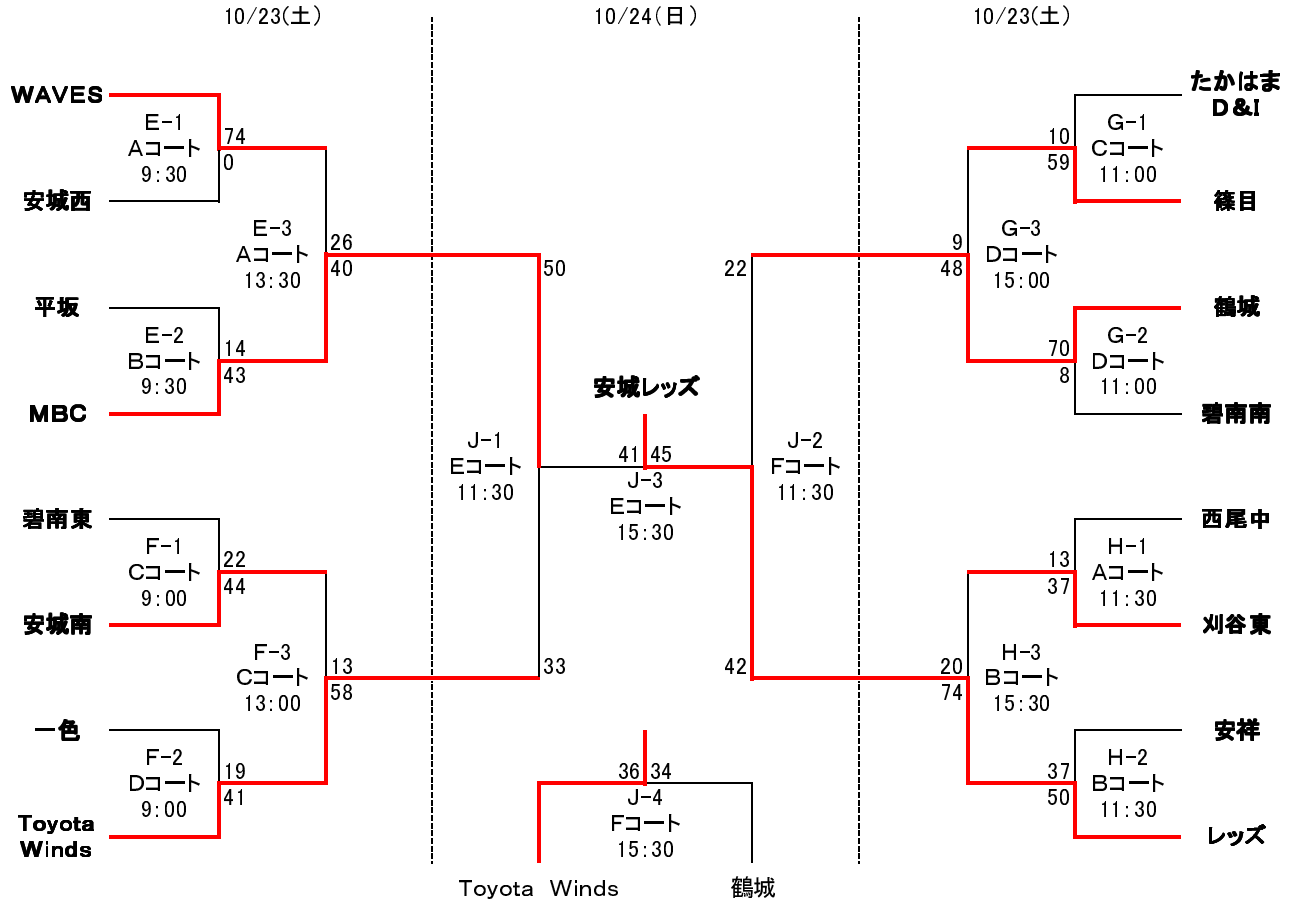 10/23(土)
10/24(日)
10/23(土)
WAVES
E-1
Aコート
9:30
74
0
安城西
E-3
Aコート
13:30
26
40
平坂
E-2
Bコート
9:30
14
43
MBC
碧南東
F-1
Cコート
9:00
22
44
安城南
F-3
Cコート
13:00
13
58
一色
F-2
Dコート
9:00
19
41
Toyota
Winds
50
J-1
Eコート
11:30
33
安城レッズ
41
45
J-3
Eコート
15:30
22
J-2
Fコート
11:30
42
36
34
J-4
Fコート
15:30
Toyota Winds
鶴城
たかはま
D&I
G-1
Cコート
11:00
10
59
篠目
G-3
Dコート
15:00
9
48
鶴城
G-2
Dコート
11:00
70
8
碧南南
西尾中
H-1
Aコート
11:30
13
37
刈谷東
H-3
Bコート
15:30
20
74
安祥
H-2
Bコート
11:30
37
50
レッズ